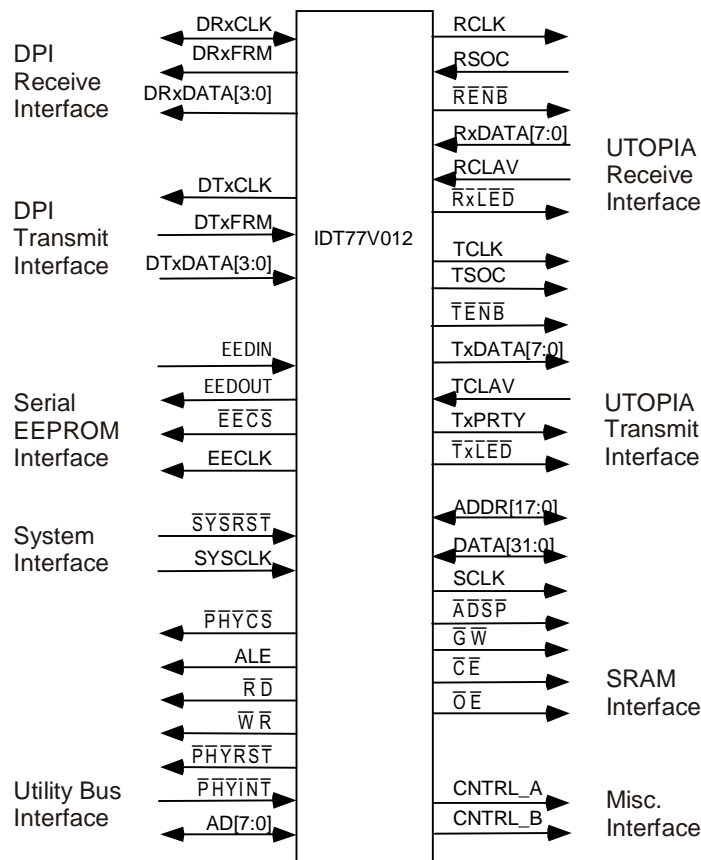 DRxCLK
DRxFRM
DRxDATA[3:0]
DPI
Receive
Interface
DTxCLK
DTxFRM
DTxDATA[3:0]
DPI
Transmit
Interface
EEDIN
EEDOUT
EECS
EECLK
Serial
EEPROM
Interface
SYSRST
SYSCLK
System
Interface
PHYCS
ALE
RD
WR
PHYRST
PHYINT
AD[7:0]
Utility Bus
Interface
IDT77V012
RCLK
RSOC
RENB
RxDATA[7:0]
RCLAV
RxLED
UTOPIA
Receive
Interface
TCLK
TSOC
TENB
TxDATA[7:0]
TCLAV
TxPRTY
TxLED
UTOPIA
Transmit
Interface
ADDR[17:0]
DATA[31:0]
SCLK
ADSP
GW
CE
OE
SRAM
Interface
CNTRL_A
CNTRL_B
Misc.
Interface